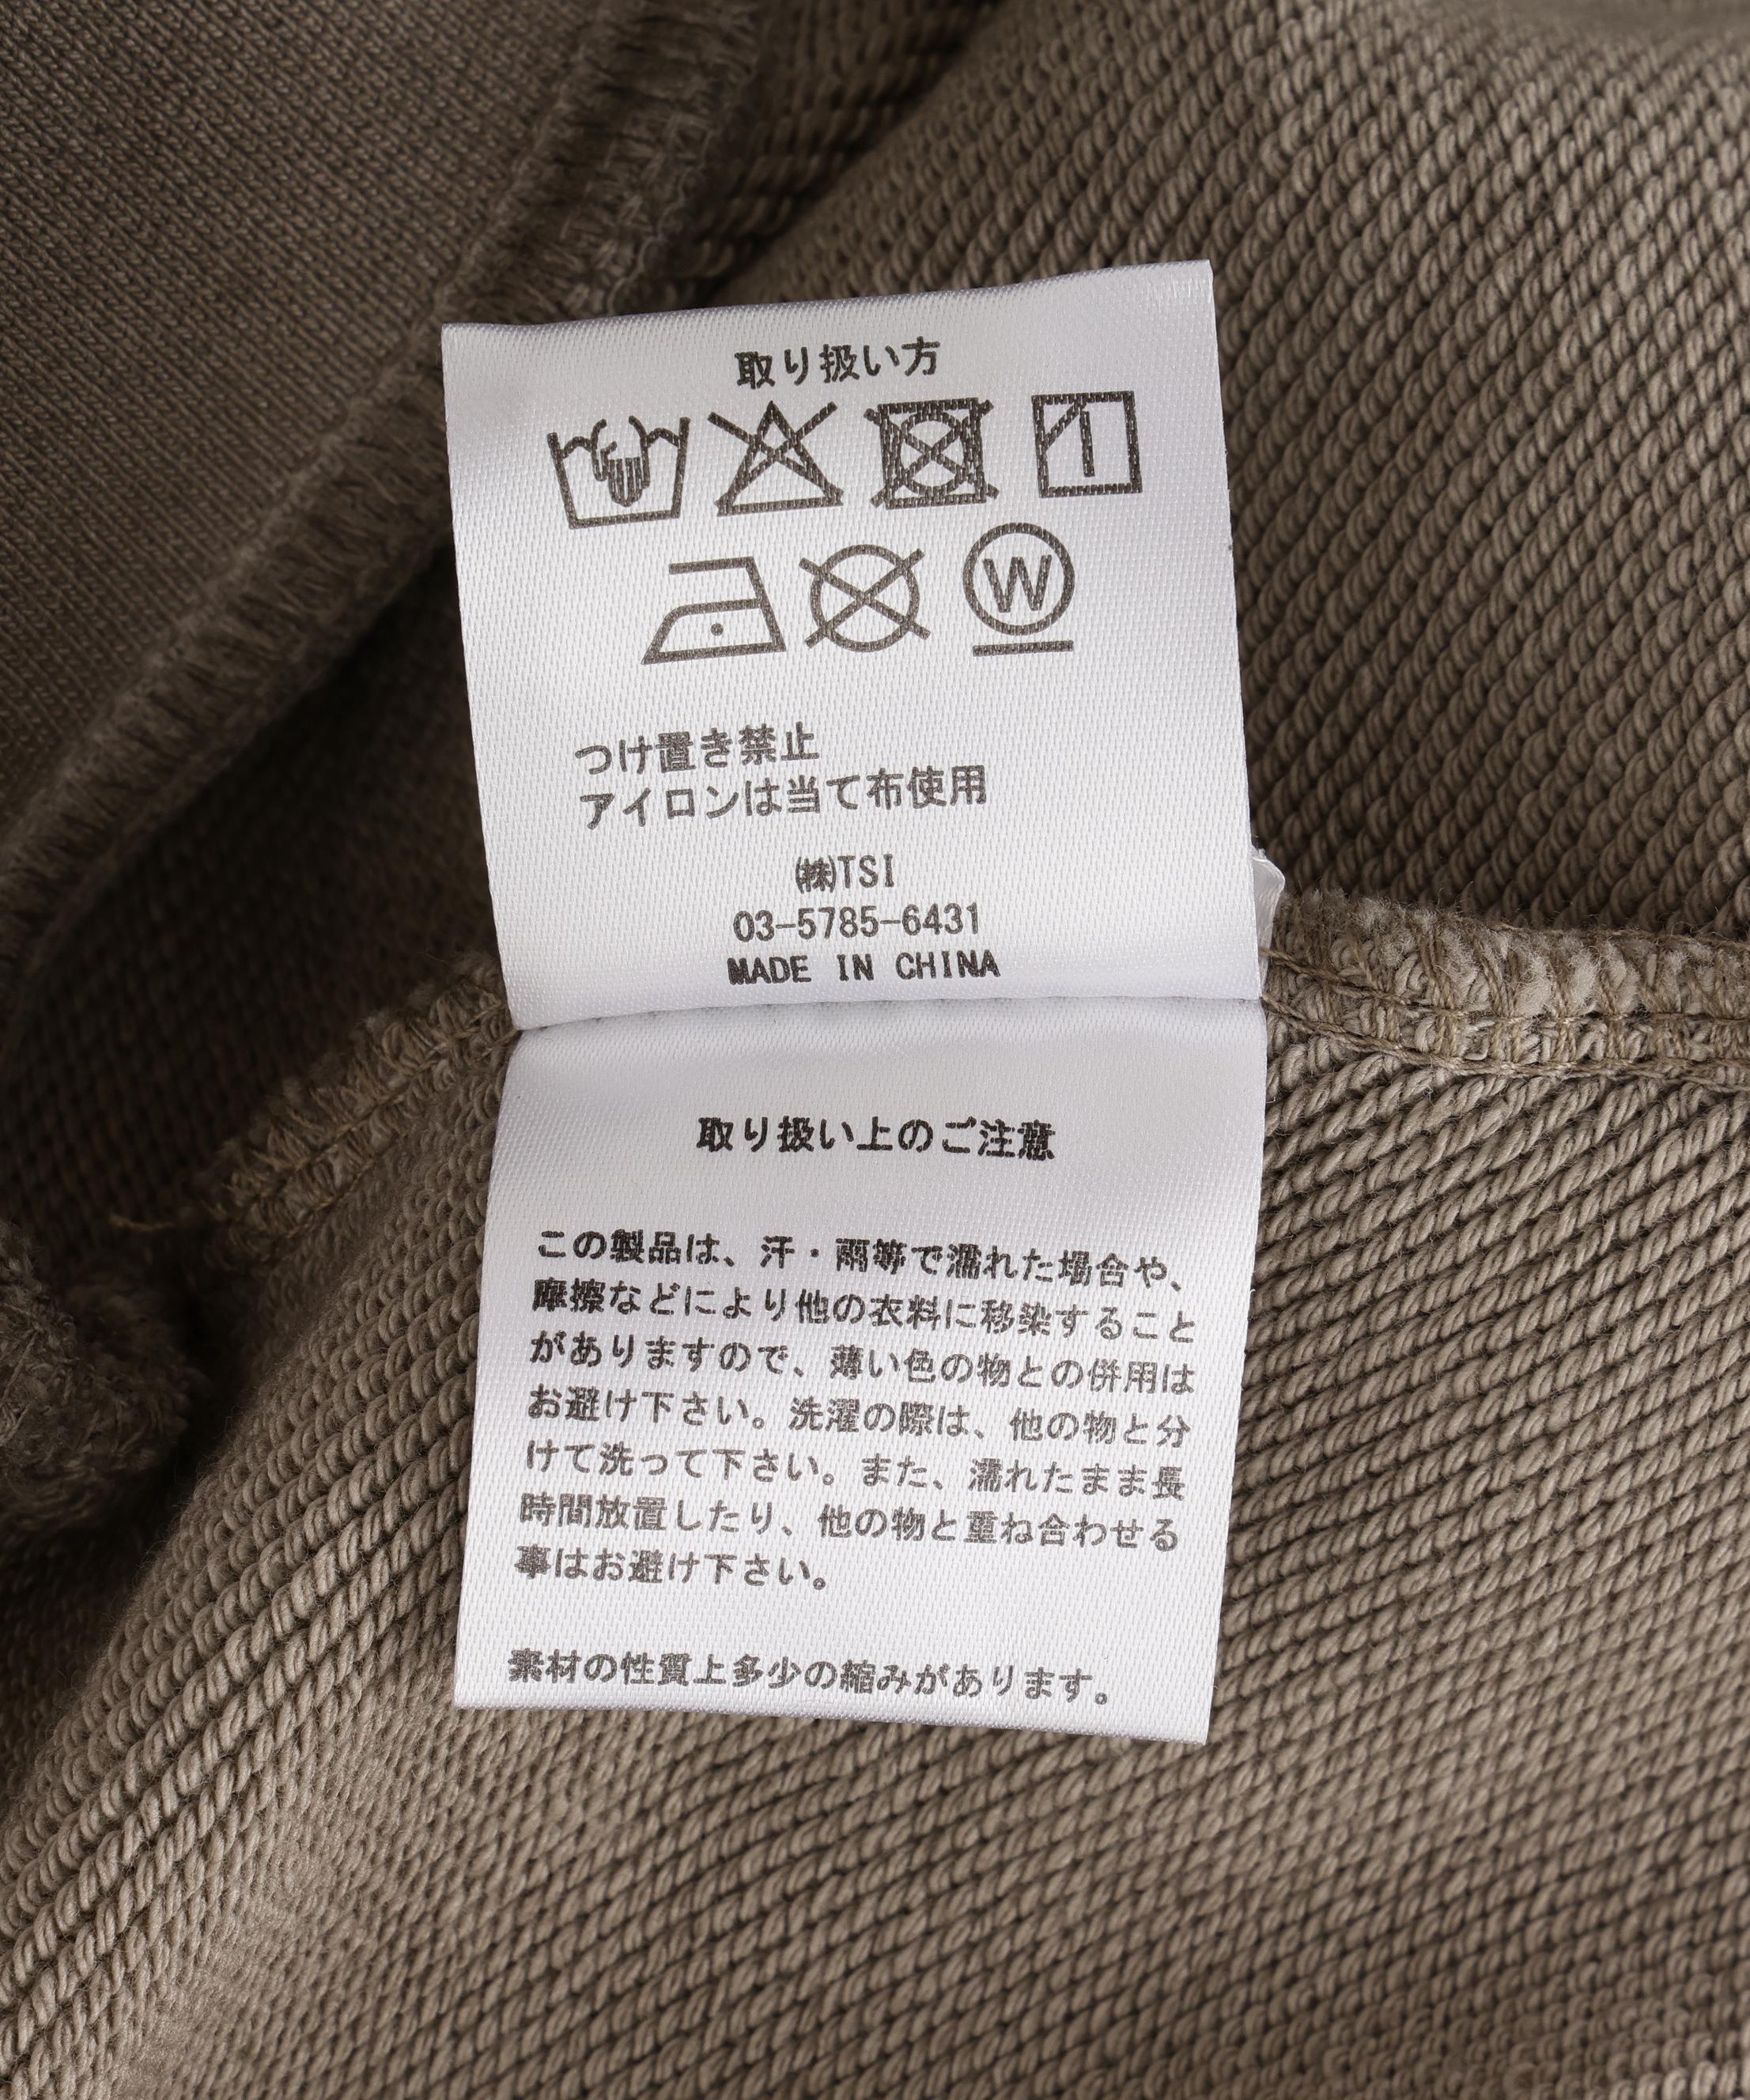 取り扱い方
W
つけ置き禁止
アイロンは当て布使用
㈱TSI
03-5785-6431
MADE IN CHINA
取り扱い上のご注意
この製品は、汗・雨等で濡れた場合や、
摩擦などにより他の衣料に移染すること
がありますので、薄い色の物との併用は
お避け下さい。洗濯の際は、他の物と分
けて洗って下さい。また、濡れたまま長
時間放置したり、他の物と重ね合わせる
事はお避け下さい。
素材の性質上多少の縮みがあります。